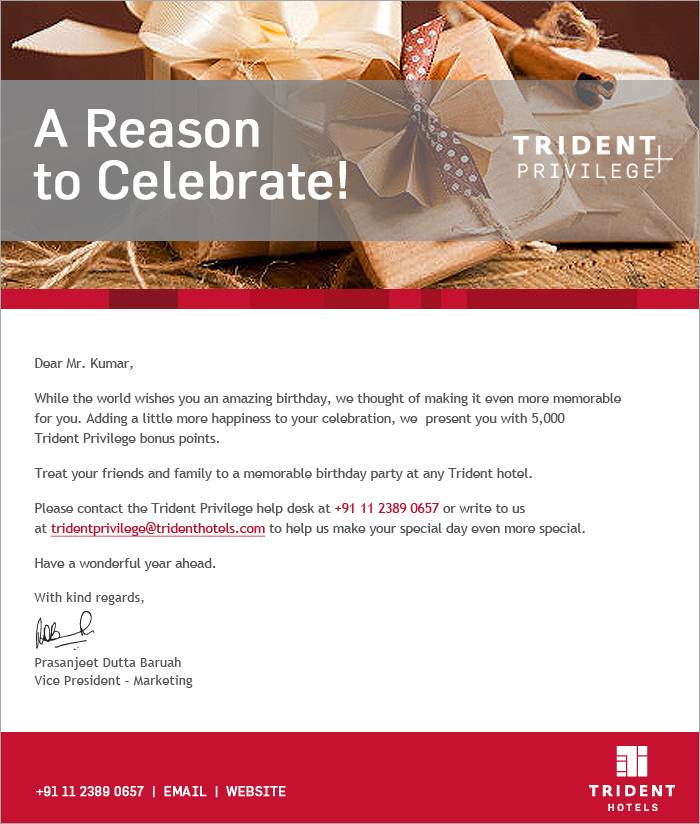 A Reason
to Celebrate!
TRIDENT
PRIVILEGE
Dear Mr. Kumar,
While the world wishes you an amazing birthday, we thought of making it even more memorable
for you. Adding a little more happiness to your celebration, we  present you with 5,000
Trident Privilege bonus points.
Treat your friends and family to a memorable birthday party at any Trident hotel.
Please contact the Trident Privilege help desk at +91 11 2389 0657 or write to us
at tridentprivilege@tridenthotels.com to help us make your special day even more special.
Have a wonderful year ahead.
With kind regards,
Prasanjeet Dutta Baruah
Vice President - Marketing
+91 11 2389 0657 | EMAIL | WEBSITE
TRIDENT
HOTELS